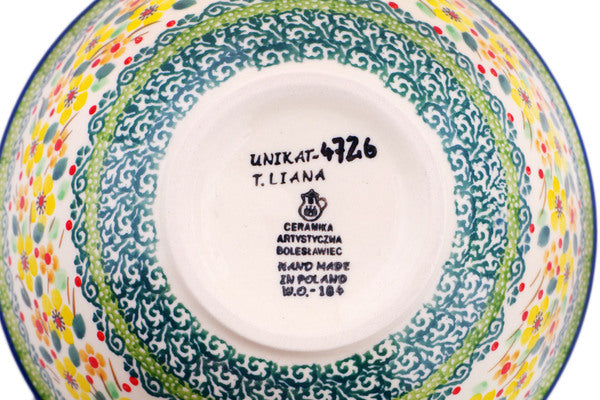 UNIKAT-4726
T. LIANA
CERAMIKA
ARTYSTYCZNA
BOLESŁAWIEC
HAND MADE
IN POLAND
W.O.-184